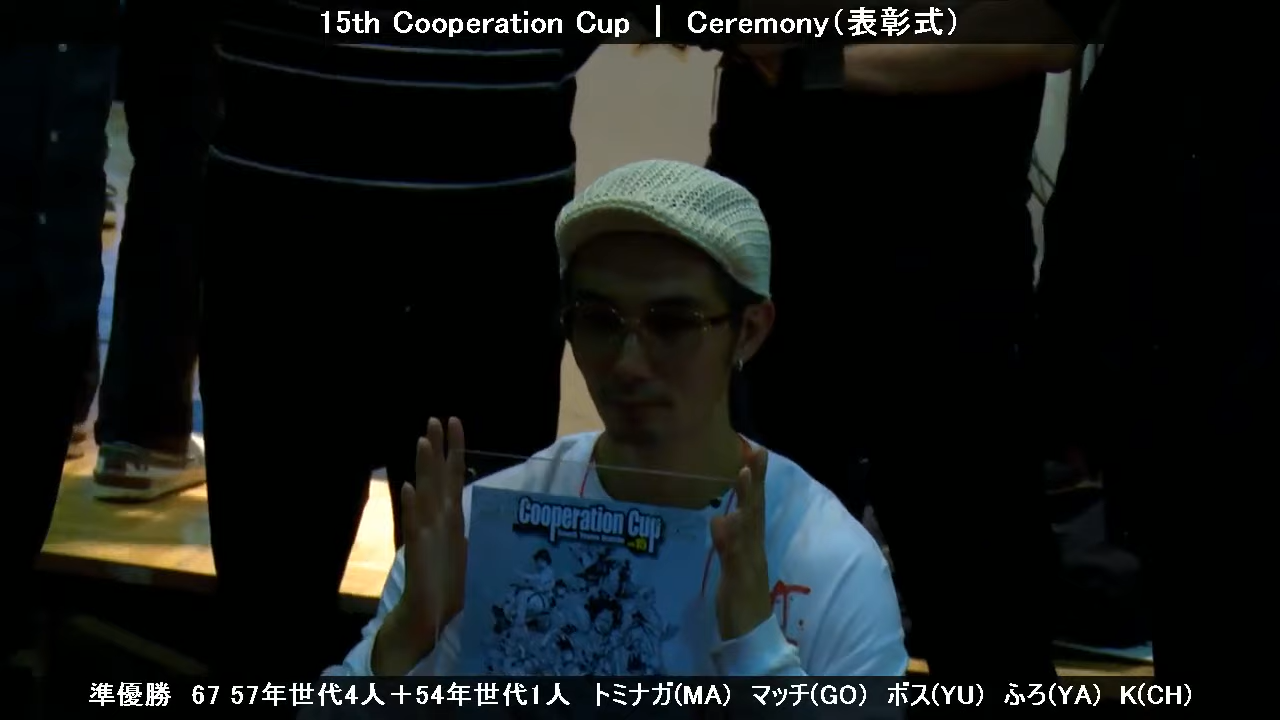 15th Cooperation Cup | Ceremony(表彰式)
Cooperation Cup
準優勝 67 57年世代4人＋54年世代1人 トミナガ(MA) マッチ(GO) ボス(YU) ふろ(YA) K(CH)